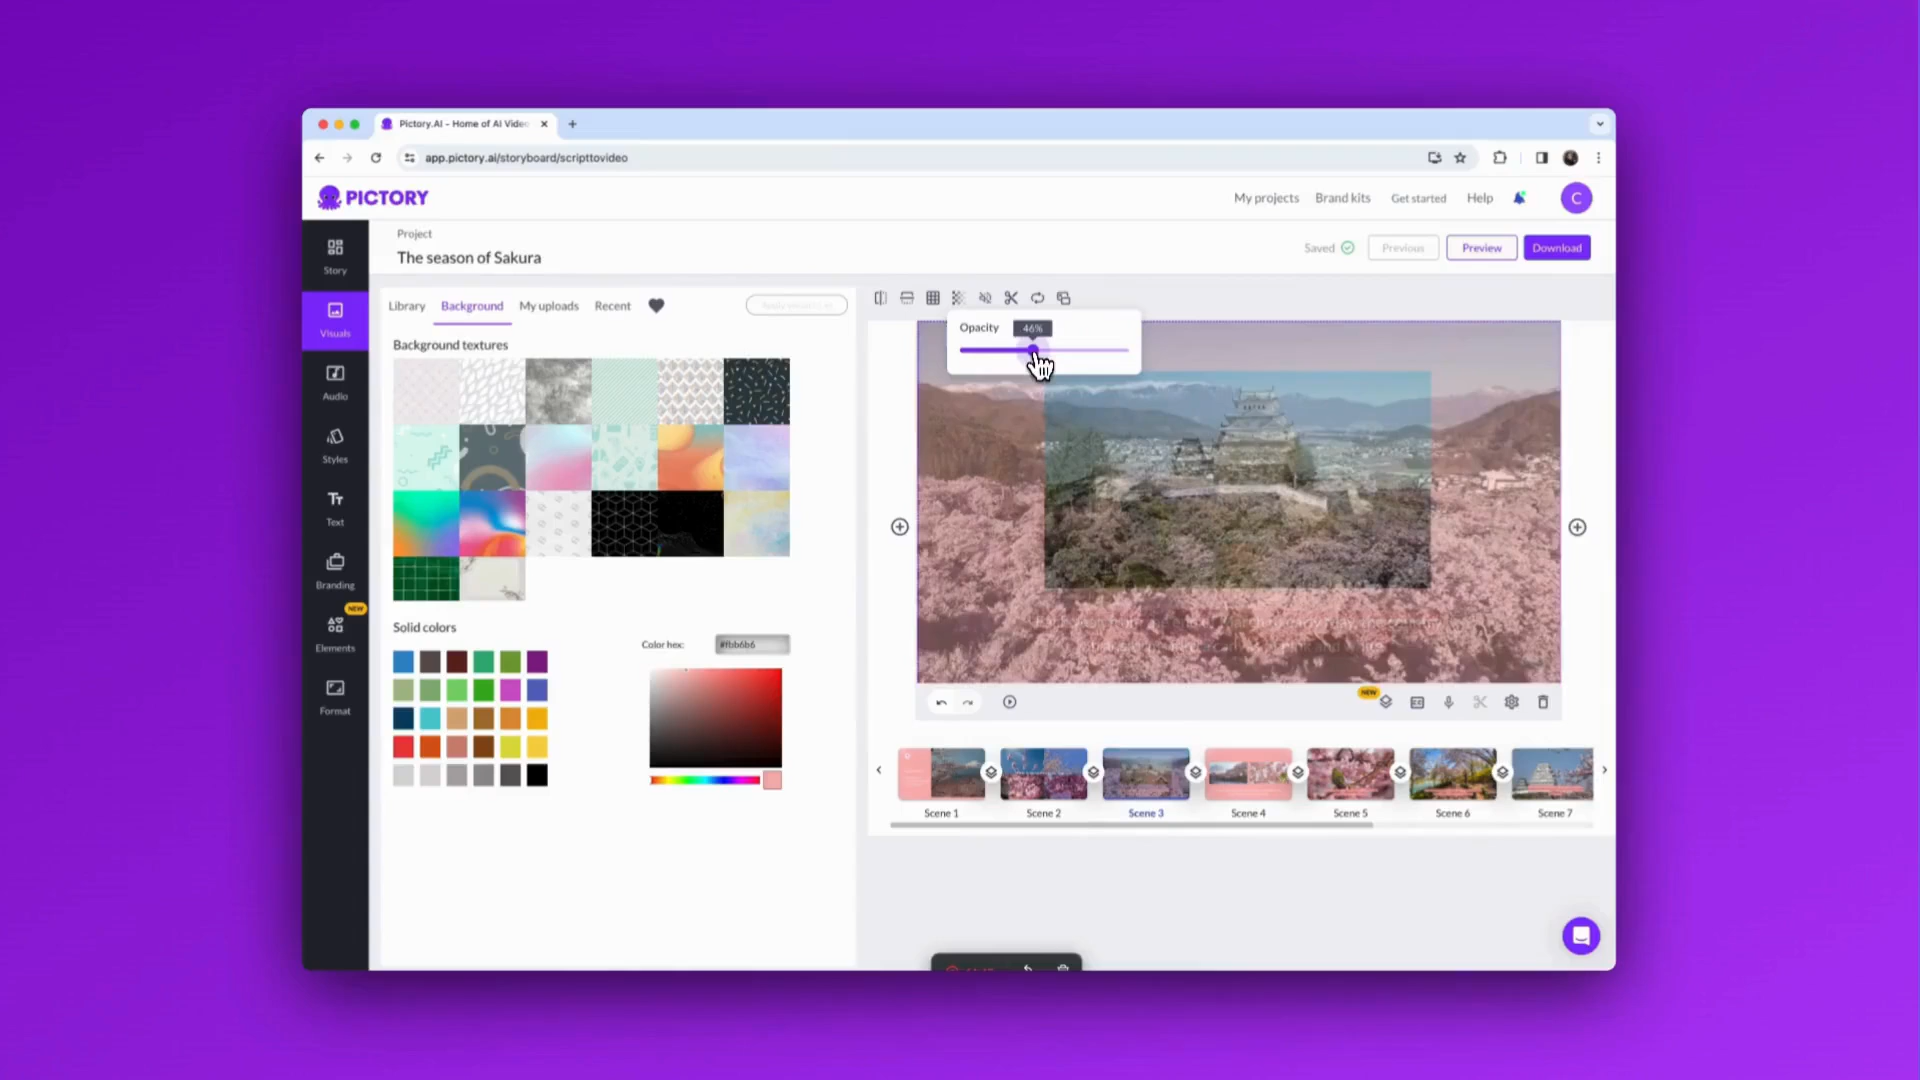 Pictory.AI - Home of AI Vide
app.pictory.ai/storyboard/scripttovideo
PICTORY
My projects
Brand kits
Get started
Help
C
Project
The season of Sakura
Saved
Previous
Preview
Download
Story
Visuals
Audio
Styles
Text
Branding
NEW
Elements
Format
Library
Background
My uploads
Recent
Background textures
Solid colors
Color hex:
#fbb6b6
Opacity
46%
NEW
Scene 1
Scene 2
Scene 3
Scene 4
Scene 5
Scene 6
Scene 7